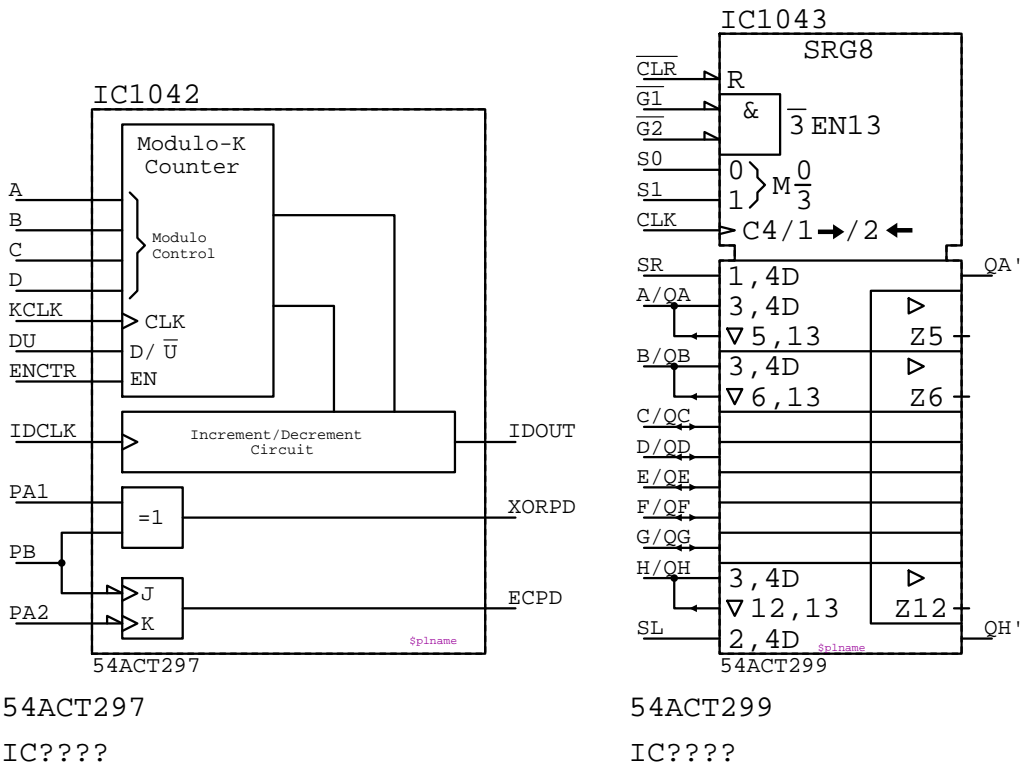 IC1042
Modulo-K
Counter
A
B
C
D
Modulo
Control
KCLK
CLK
DU
D/ U̅
ENCTR
EN
IDCLK
Increment/Decrement
Circuit
IDOUT
PA1
=1
XORPD
PB
J
ECPD
PA2
K
$plname
54ACT297
54ACT297
IC????
IC1043
SRG8
C̅L̅R̅
R
G̅1̅
&
3̅ EN13
G̅2̅
S0
0
M 0/3
S1
1
CLK
C4/1➞/2←
SR
1,4D
QA'
A/QA
3,4D
▷
▽5,13
Z5
B/QB
3,4D
▷
▽6,13
Z6
C/QC
D/QD
E/QE
F/QF
G/QG
H/QH
3,4D
▷
▽12,13
Z12
SL
2,4D
QH'
$plname
54ACT299
54ACT299
IC????